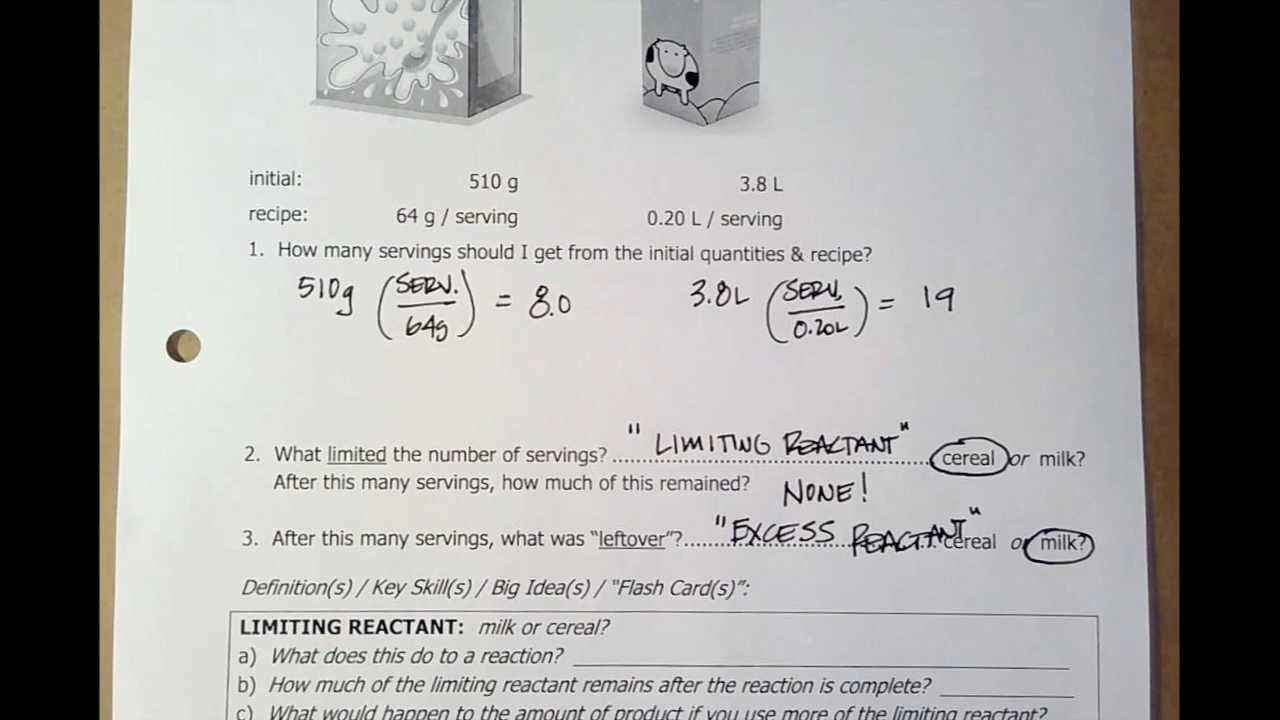 initial: 510 g 3.8 L
recipe: 64 g / serving 0.20 L / serving
1. How many servings should I get from the initial quantities & recipe?
510g (SERV. / 64g) = 8.0 3.8L (SERV. / 0.20L) = 19
2. What limited the number of servings? "LIMITING REACTANT" cereal or milk?
After this many servings, how much of this remained? NONE!
3. After this many servings, what was "leftover"? "EXCESS REACTANT" cereal or milk?
Definition(s) / Key Skill(s) / Big Idea(s) / "Flash Card(s)":
LIMITING REACTANT: milk or cereal?
a) What does this do to a reaction?
b) How much of the limiting reactant remains after the reaction is complete?
c) What would happen to the amount of product if you use more of the limiting reactant?